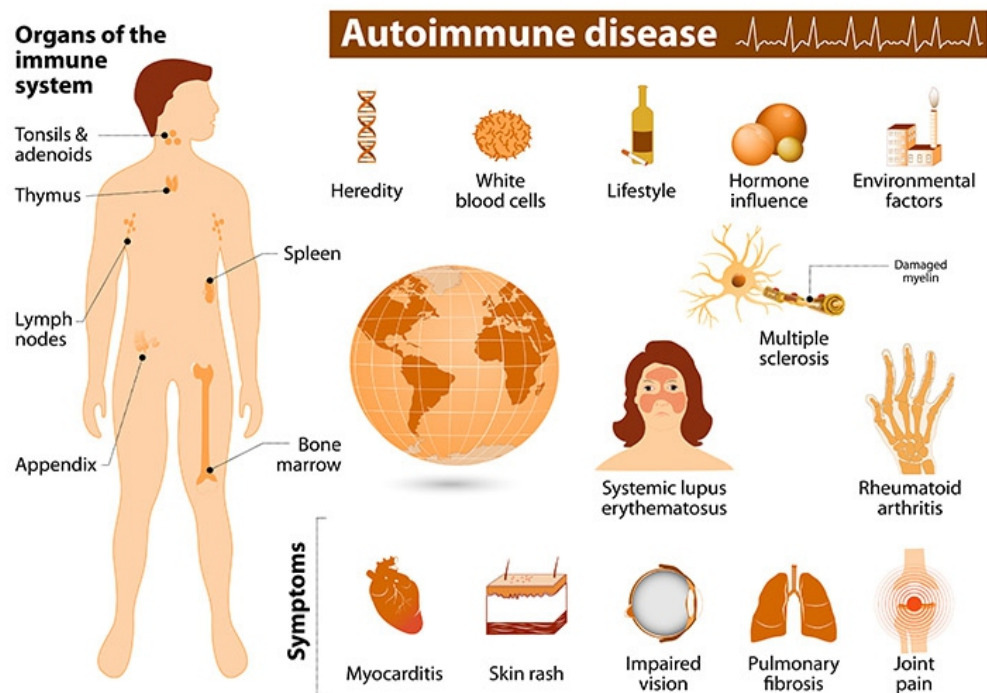 Organs of the
immune
system
Tonsils &
adenoids
Thymus
Spleen
Lymph
nodes
Appendix
Bone
marrow
Autoimmune disease
Heredity
White
blood cells
Lifestyle
Hormone
influence
Environmental
factors
Damaged
myelin
Multiple
sclerosis
Systemic lupus
erythematosus
Rheumatoid
arthritis
Symptoms
Myocarditis
Skin rash
Impaired
vision
Pulmonary
fibrosis
Joint
pain